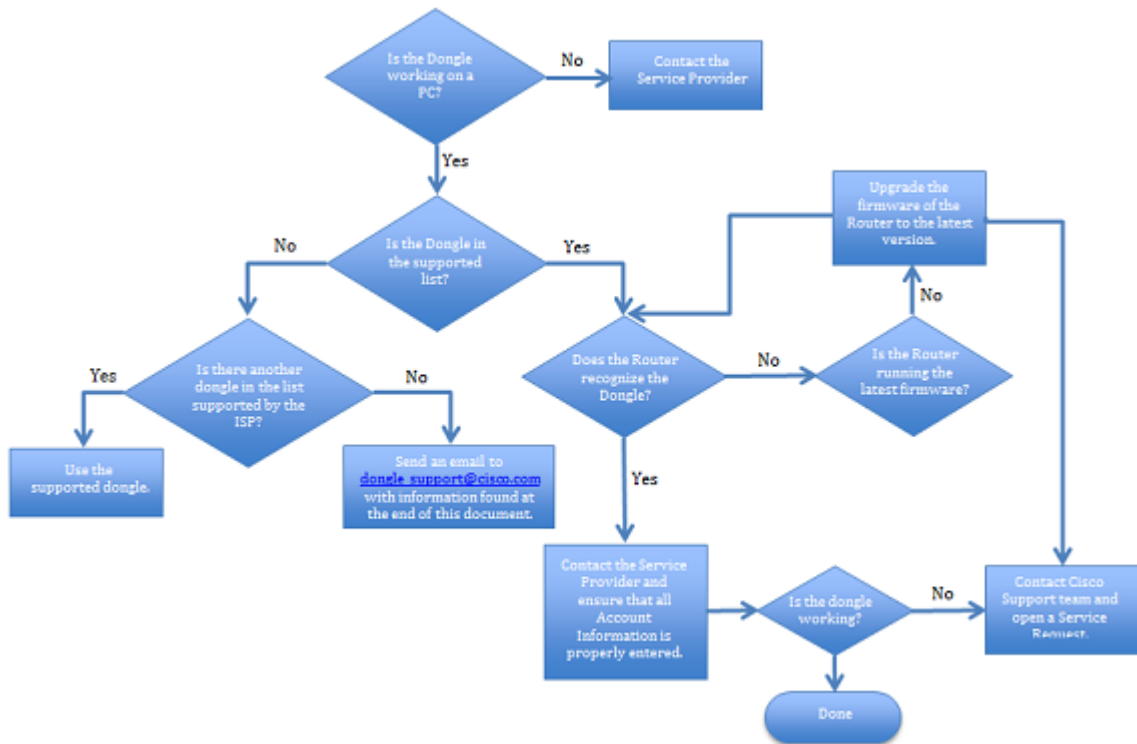 Is the Dongle
working on a
PC?
No
Contact the
Service Provider
Yes
Is the Dongle in
the supported
list?
No
Yes
Upgrade the
firmware of the
Router to the latest
version.
No
Is there another
dongle in the list
supported by the
ISP?
Yes
No
Does the Router
recognize the
Dongle?
No
Is the Router
running the
latest firmware?
Use the
supported dongle.
Send an email to
dongle_support@cisco.com
with information found at
the end of this document.
Yes
Contact the Service
Provider and
ensure that all
Account
Information is
properly entered.
Is the dongle
working?
No
Contact Cisco
Support team and
open a Service
Request.
Done